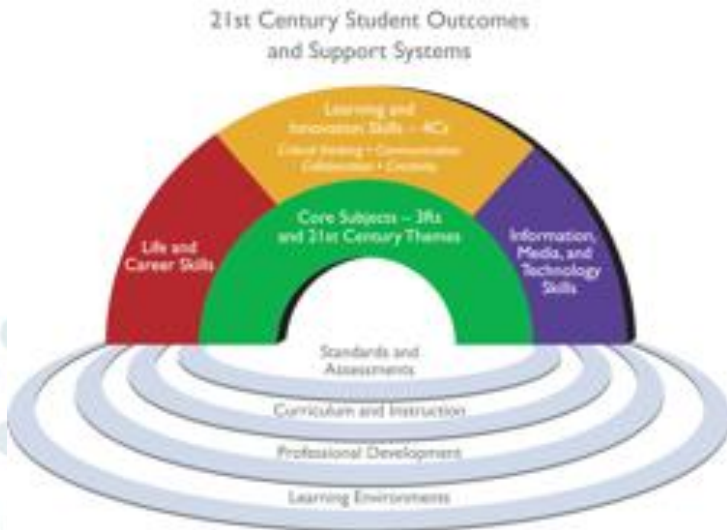 21st Century Student Outcomes
and Support Systems
Learning and
Innovation Skills – 4Cs
Critical thinking • Communication
Collaboration • Creativity
Core Subjects – 3Rs
and 21st Century Themes
Life and
Career Skills
Information,
Media, and
Technology
Skills
Standards and
Assessments
Curriculum and Instruction
Professional Development
Learning Environments